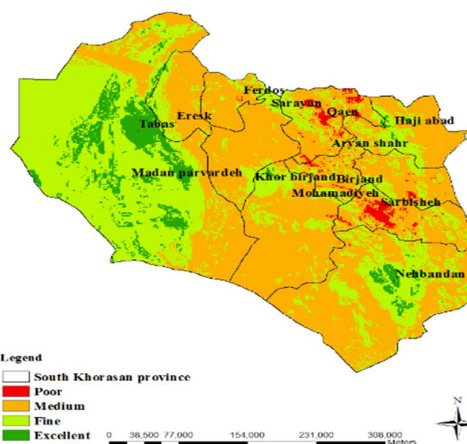 Ferdos
Sarayan
Qaen
Eresk
Tabas
Haji abad
Aryan shahr
Madan parvardeh
Khor birjand
Birjand
Mohamadiyeh
Sarbisheh
Nehbandan
Legend
South Khorasan province
Poor
Medium
Fine
Excellent
0 38,500 77,000 154,000 231,000 308,000
Meters
N